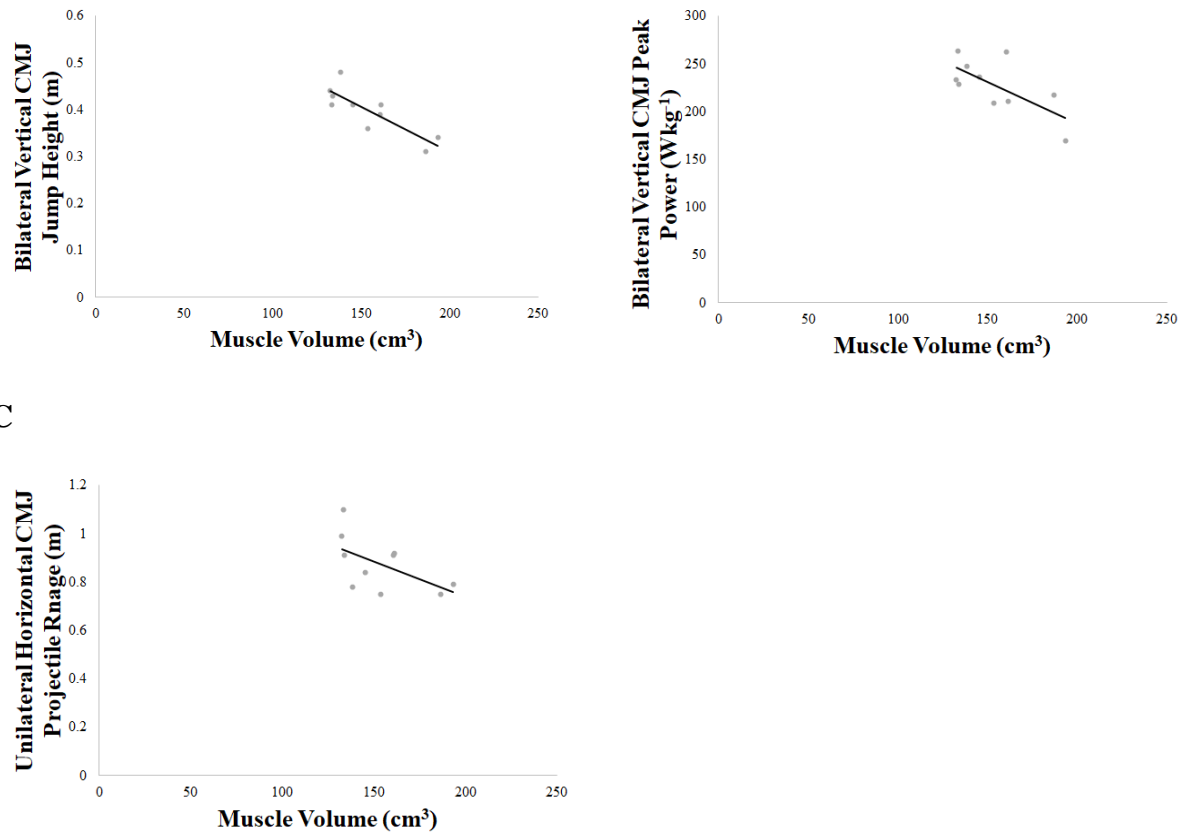 Bilateral Vertical CMJ
Jump Height (m)
0.6
0.5
0.4
0.3
0.2
0.1
0
0 50 100 150 200 250
Muscle Volume (cm³)
Bilateral Vertical CMJ Peak
Power (Wkg⁻¹)
300
250
200
150
100
50
0
0 50 100 150 200 250
Muscle Volume (cm³)
C
Unilateral Horizontal CMJ
Projectile Rnage (m)
1.2
1
0.8
0.6
0.4
0.2
0
0 50 100 150 200 250
Muscle Volume (cm³)